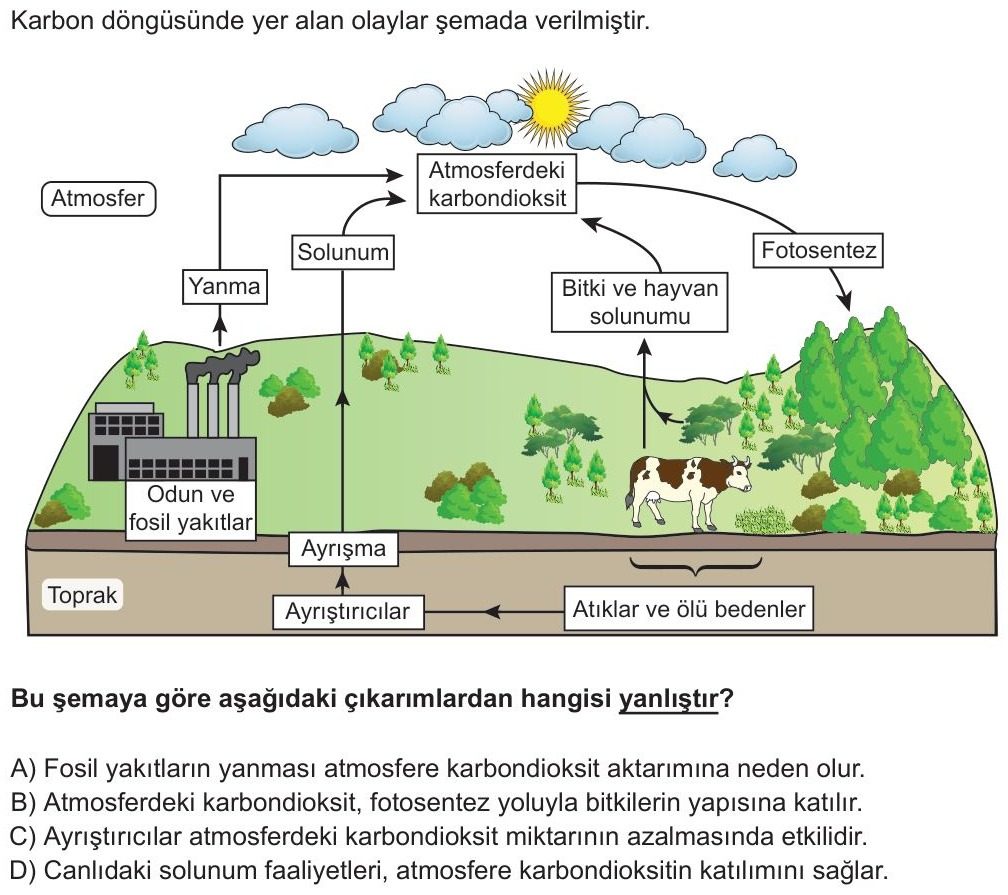 Karbon döngüsünde yer alan olaylar şemada verilmiştir.
Atmosfer
Atmosferdeki
karbondioksit
Solunum
Fotosentez
Yanma
Bitki ve hayvan
solunumu
Odun ve
fosil yakıtlar
Ayrışma
Toprak
Ayrıştırıcılar
Atıklar ve ölü bedenler
Bu şemaya göre aşağıdaki çıkarımlardan hangisi yanlıştır?
A) Fosil yakıtların yanması atmosfere karbondioksit aktarımına neden olur.
B) Atmosferdeki karbondioksit, fotosentez yoluyla bitkilerin yapısına katılır.
C) Ayrıştırıcılar atmosferdeki karbondioksit miktarının azalmasında etkilidir.
D) Canlıdaki solunum faaliyetleri, atmosfere karbondioksitin katılımını sağlar.